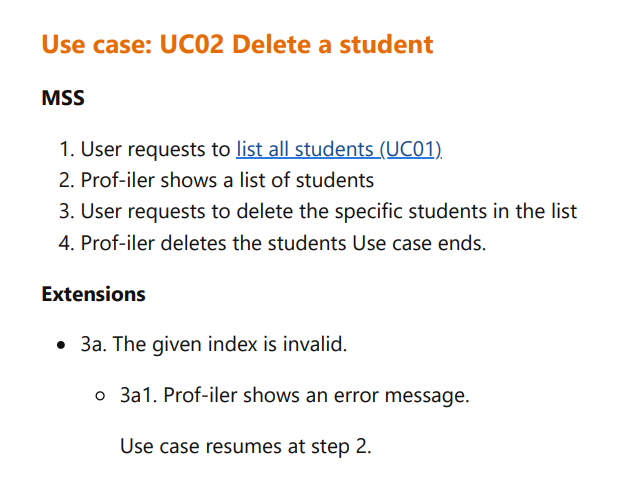 Use case: UC02 Delete a student
MSS
1. User requests to list all students (UC01)
2. Prof-iler shows a list of students
3. User requests to delete the specific students in the list
4. Prof-iler deletes the students Use case ends.
Extensions
• 3a. The given index is invalid.
○ 3a1. Prof-iler shows an error message.
Use case resumes at step 2.